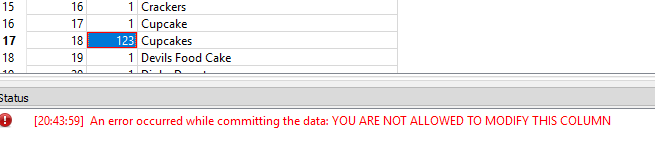 15 16 1 Crackers
16 17 1 Cupcake
17 18 123 Cupcakes
18 19 1 Devils Food Cake
Status
[20:43:59] An error occurred while committing the data: YOU ARE NOT ALLOWED TO MODIFY THIS COLUMN